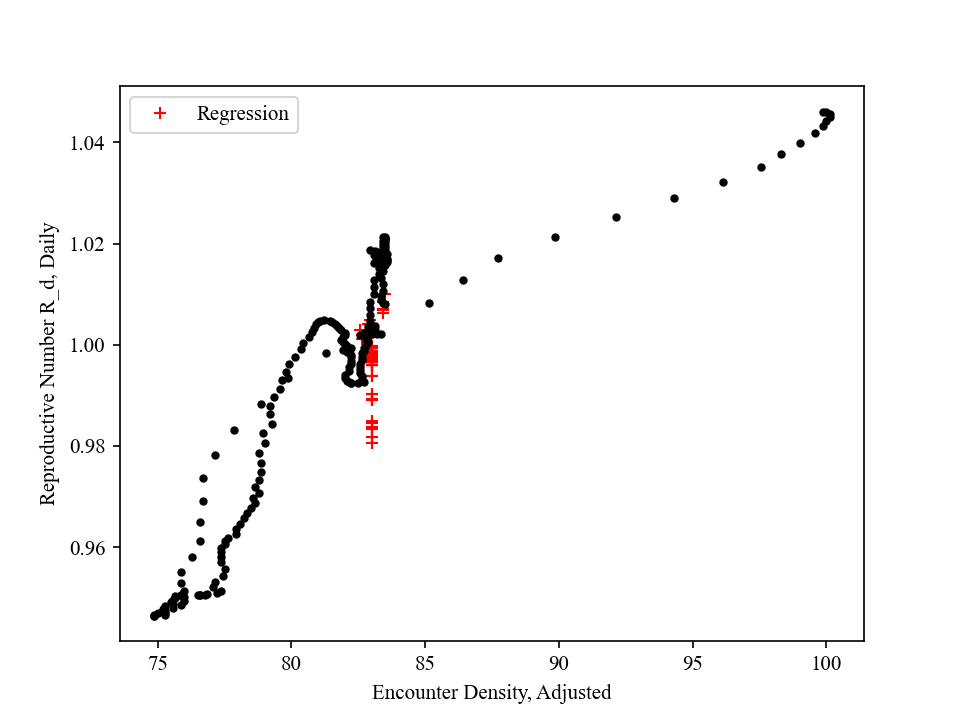 Regression
1.04
1.02
1.00
0.98
0.96
Reproductive Number R_d, Daily
75 80 85 90 95 100
Encounter Density, Adjusted